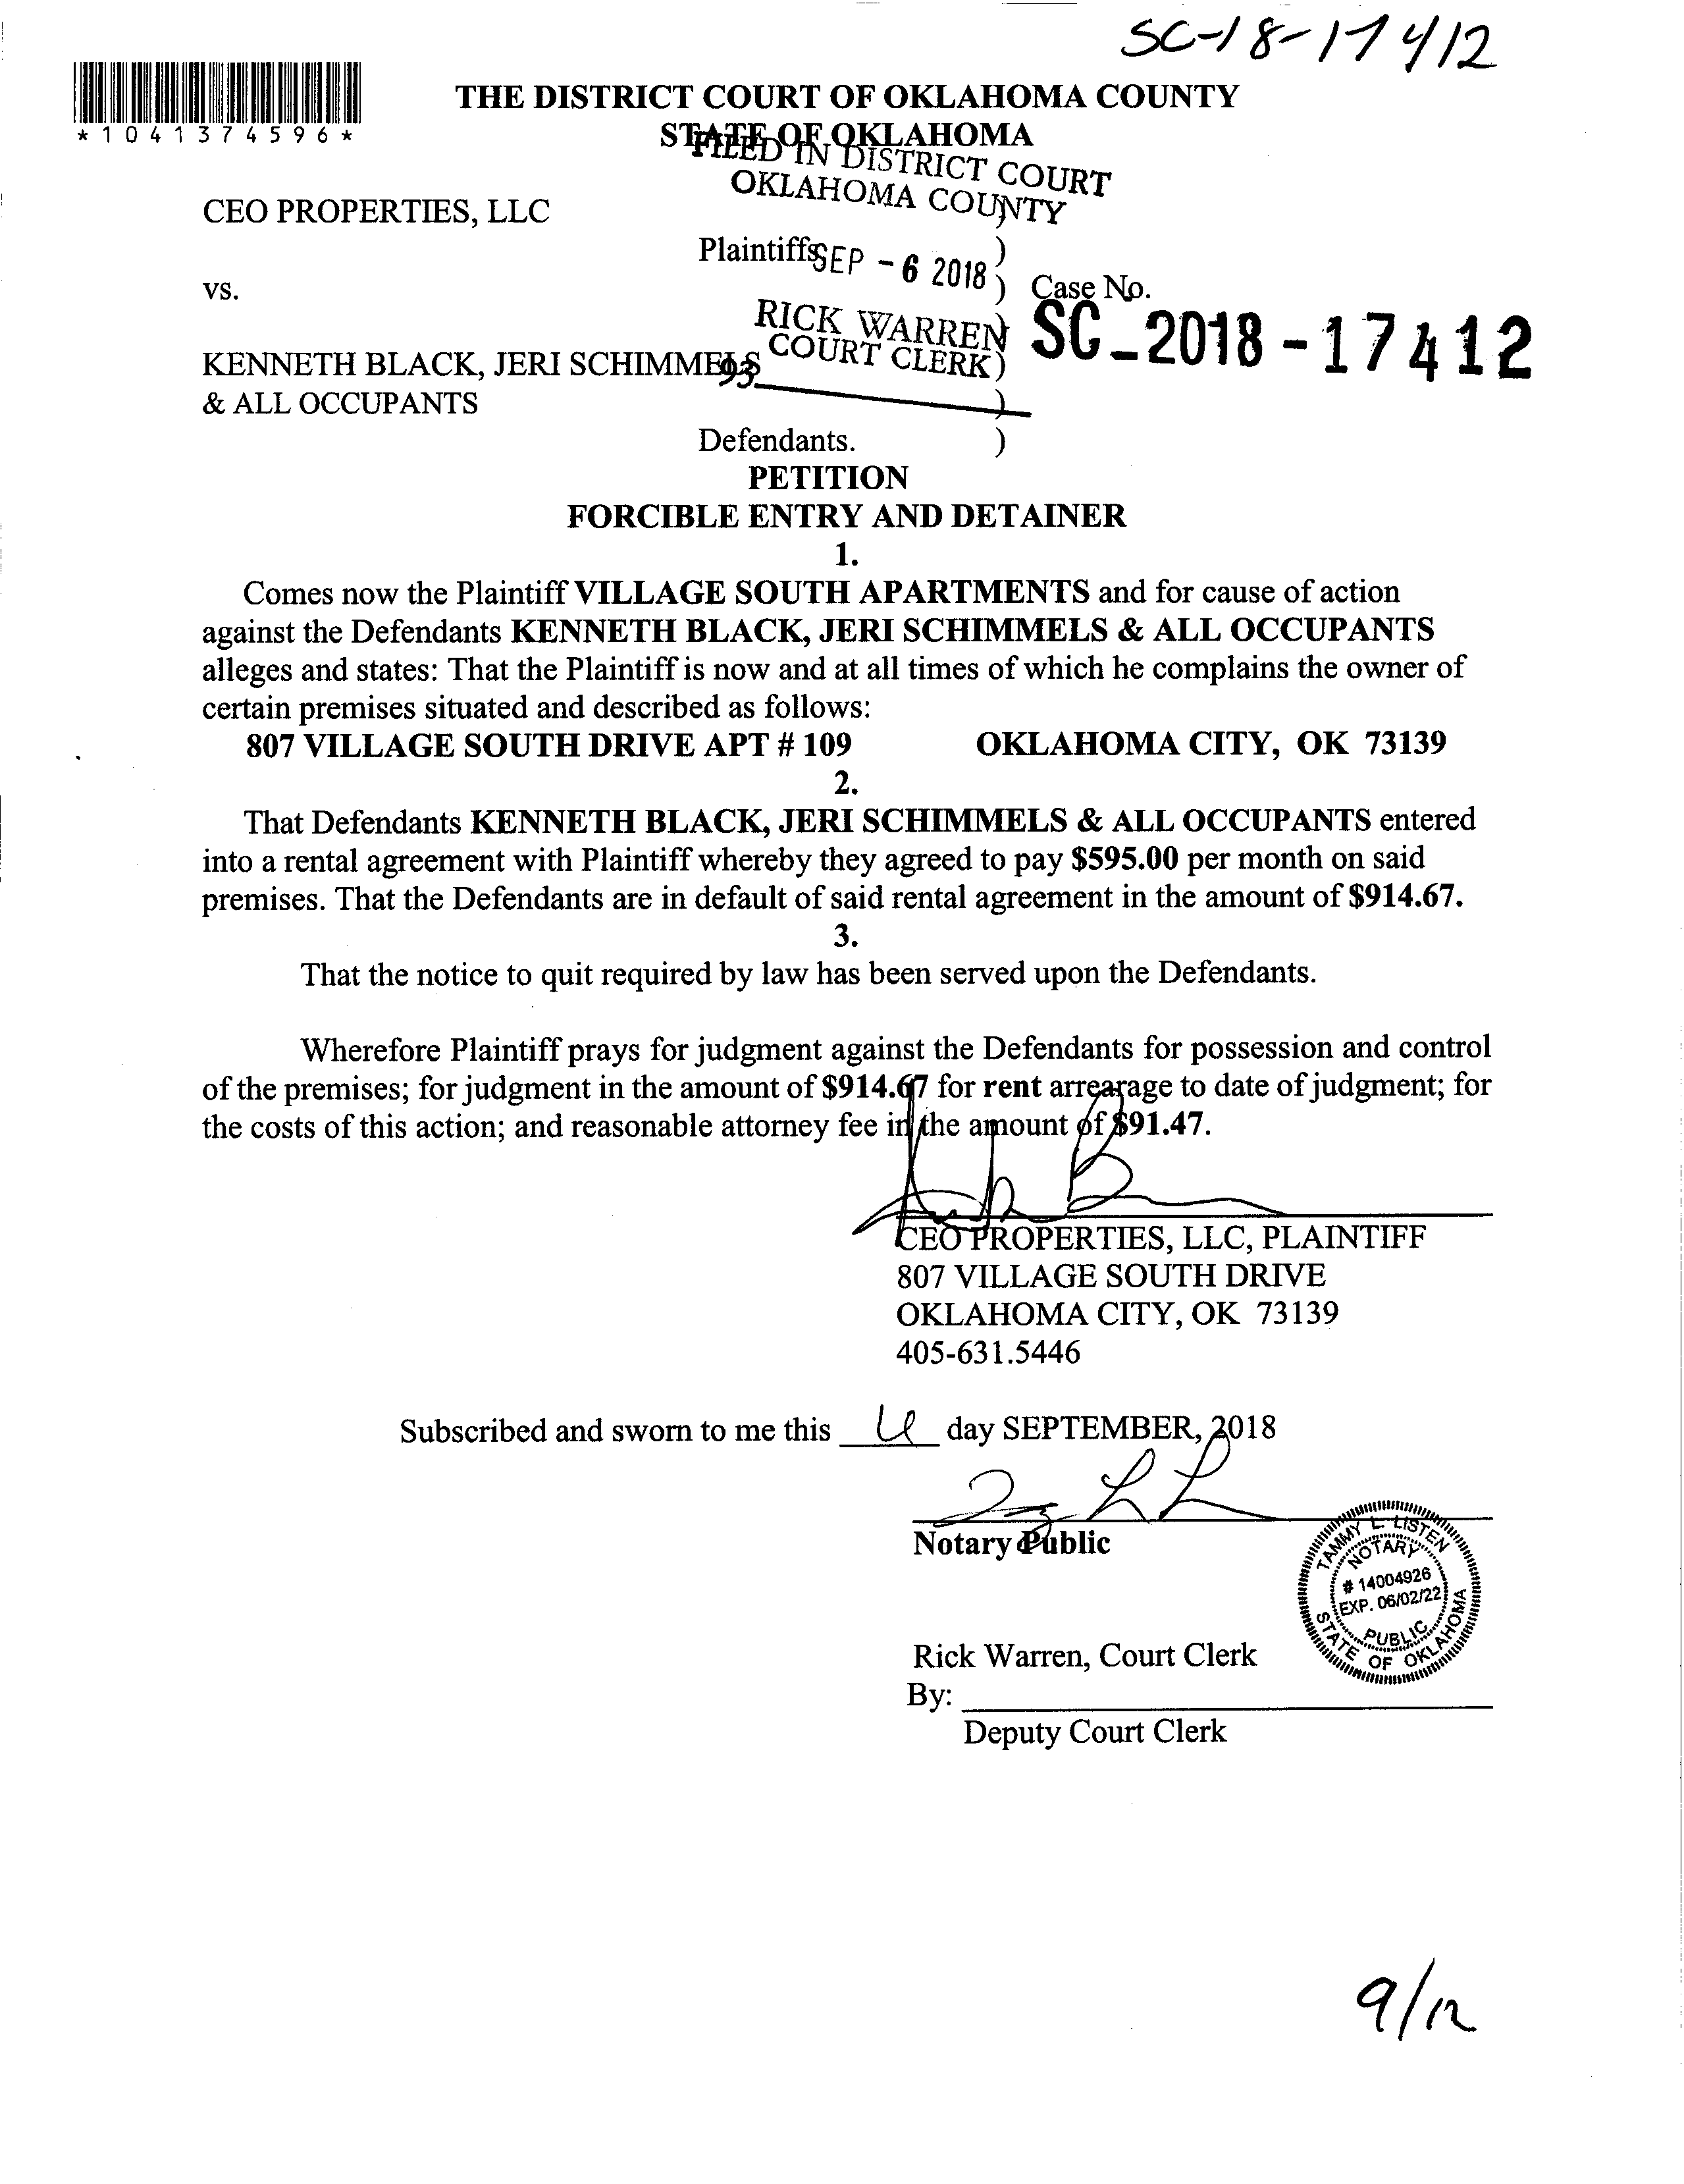 SC-18-17412
*1041374596*
THE DISTRICT COURT OF OKLAHOMA COUNTY
STATE OF OKLAHOMA
FILED IN DISTRICT COURT
OKLAHOMA COUNTY
CEO PROPERTIES, LLC
)
Plaintiffs
SEP - 6 2018
)
vs.
) Case No.
RICK WARREN
COURT CLERK
) SC-2018-17412
KENNETH BLACK, JERI SCHIMMELS )
93
& ALL OCCUPANTS )
Defendants. )
PETITION
FORCIBLE ENTRY AND DETAINER
1.
Comes now the Plaintiff VILLAGE SOUTH APARTMENTS and for cause of action
against the Defendants KENNETH BLACK, JERI SCHIMMELS & ALL OCCUPANTS
alleges and states: That the Plaintiff is now and at all times of which he complains the owner of
certain premises situated and described as follows:
807 VILLAGE SOUTH DRIVE APT # 109 OKLAHOMA CITY, OK 73139
2.
That Defendants KENNETH BLACK, JERI SCHIMMELS & ALL OCCUPANTS entered
into a rental agreement with Plaintiff whereby they agreed to pay $595.00 per month on said
premises. That the Defendants are in default of said rental agreement in the amount of $914.67.
3.
That the notice to quit required by law has been served upon the Defendants.
Wherefore Plaintiff prays for judgment against the Defendants for possession and control
of the premises; for judgment in the amount of $914.67 for rent arrearage to date of judgment; for
the costs of this action; and reasonable attorney fee in the amount of $91.47.
CEO PROPERTIES, LLC, PLAINTIFF
807 VILLAGE SOUTH DRIVE
OKLAHOMA CITY, OK 73139
405-631.5446
Subscribed and sworn to me this 6 day SEPTEMBER, 2018
Notary Public
TAMMY L. LISTEN
NOTARY
# 14004926
EXP. 06/02/22
PUBLIC
STATE OF OKLAHOMA
Rick Warren, Court Clerk
By:
Deputy Court Clerk
9/12